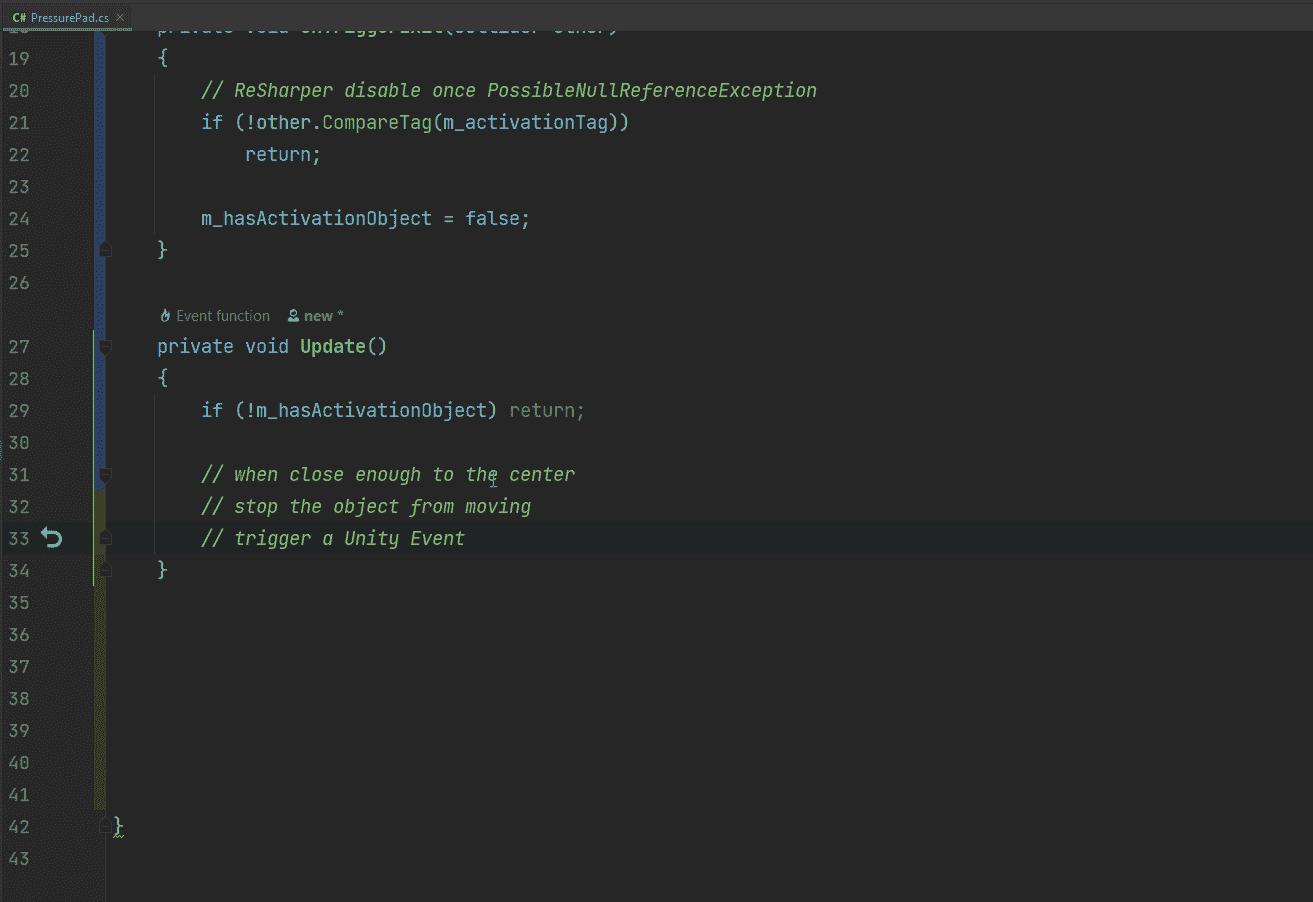 C# PressurePad.cs ×
private void OnTriggerExit(Collider other)
19 {
20 // ReSharper disable once PossibleNullReferenceException
21 if (!other.CompareTag(m_activationTag))
22 return;
23
24 m_hasActivationObject = false;
25 }
26
Event function new *
27 private void Update()
28 {
29 if (!m_hasActivationObject) return;
30
31 // when close enough to the center
32 // stop the object from moving
33 // trigger a Unity Event
34 }
35
36
37
38
39
40
41
42 }
43